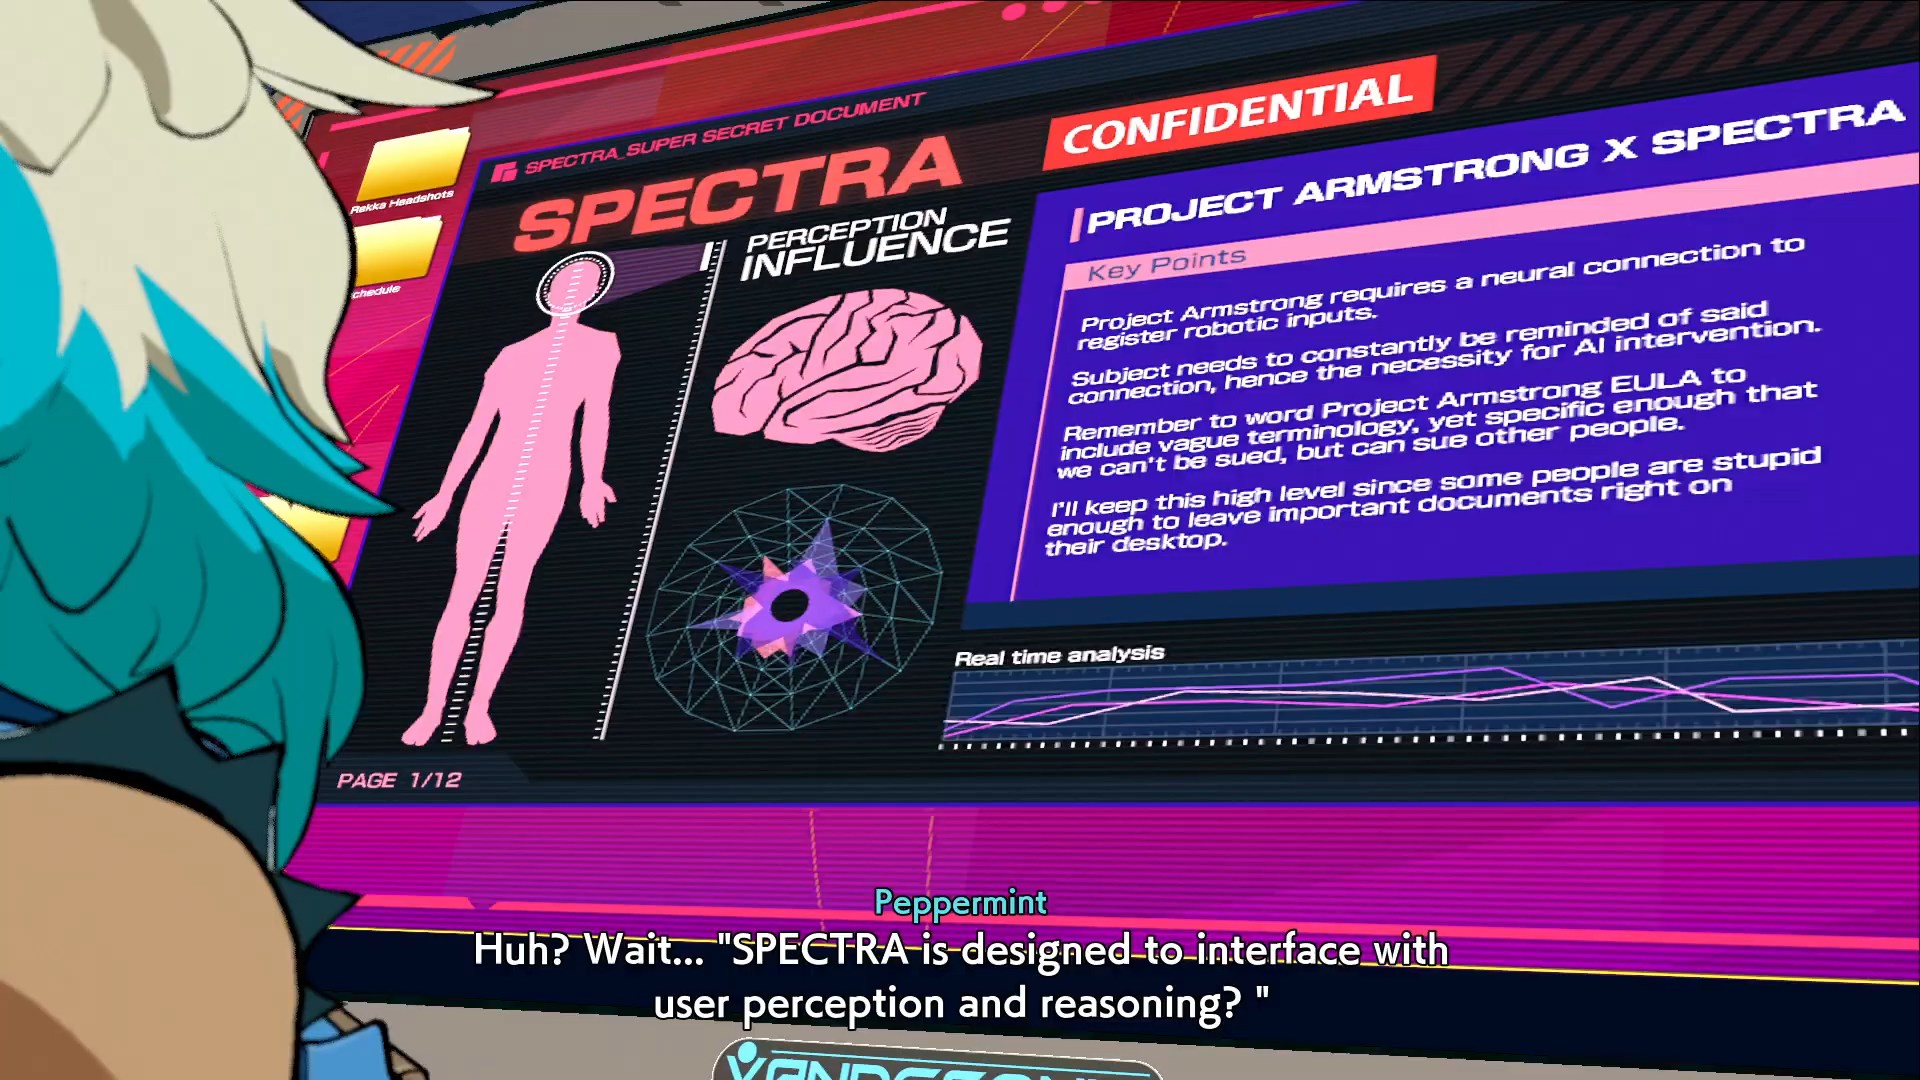 Rekka Headshots
chedule
SPECTRA_SUPER SECRET DOCUMENT
SPECTRA
PERCEPTION
INFLUENCE
CONFIDENTIAL
PROJECT ARMSTRONG X SPECTRA
Key Points
Project Armstrong requires a neural connection to
register robotic inputs.
Subject needs to constantly be reminded of said
connection, hence the necessity for AI intervention.
Remember to word Project Armstrong EULA to
include vague terminology, yet specific enough that
we can't be sued, but can sue other people.
I'll keep this high level since some people are stupid
enough to leave important documents right on
their desktop.
Real time analysis
PAGE 1/12
Peppermint
Huh? Wait... "SPECTRA is designed to interface with
user perception and reasoning? "